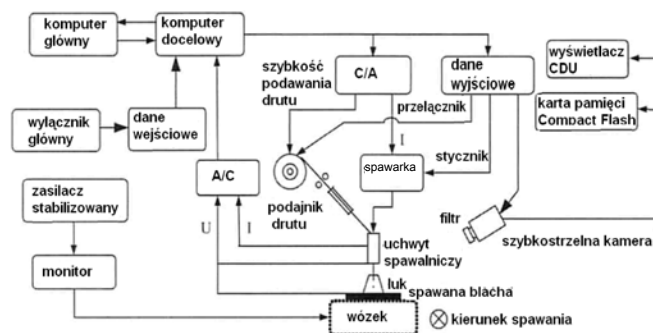 komputer
główny
komputer
docelowy
szybkość
podawania
drutu
C/A
dane
wyjściowe
wyświetlacz
CDU
karta pamięci
Compact Flash
wyłącznik
główny
dane
wejściowe
przełącznik
I
stycznik
A/C
spawarka
zasilacz
stabilizowany
podajnik
drutu
filtr
szybkostrzelna kamera
U
I
uchwyt
spawalniczy
monitor
łuk
spawana blacha
wózek
kierunek spawania